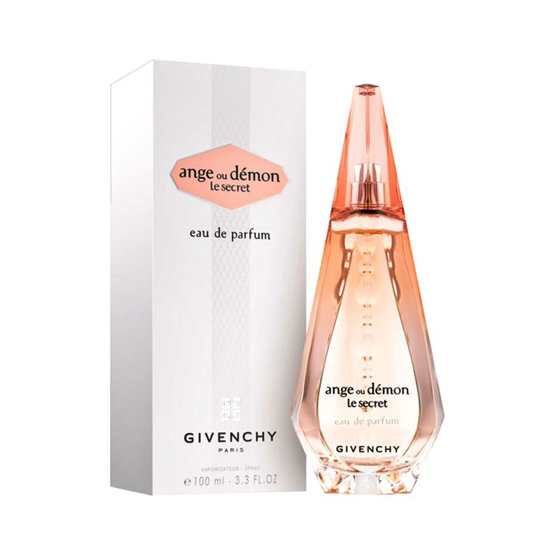 ange ou démon
le secret
eau de parfum
GIVENCHY
PARIS
VAPORISATEUR - SPRAY
℮ 100 ml - 3.3 FL.OZ
ange ou démon
le secret
eau de parfum
GIVENCHY